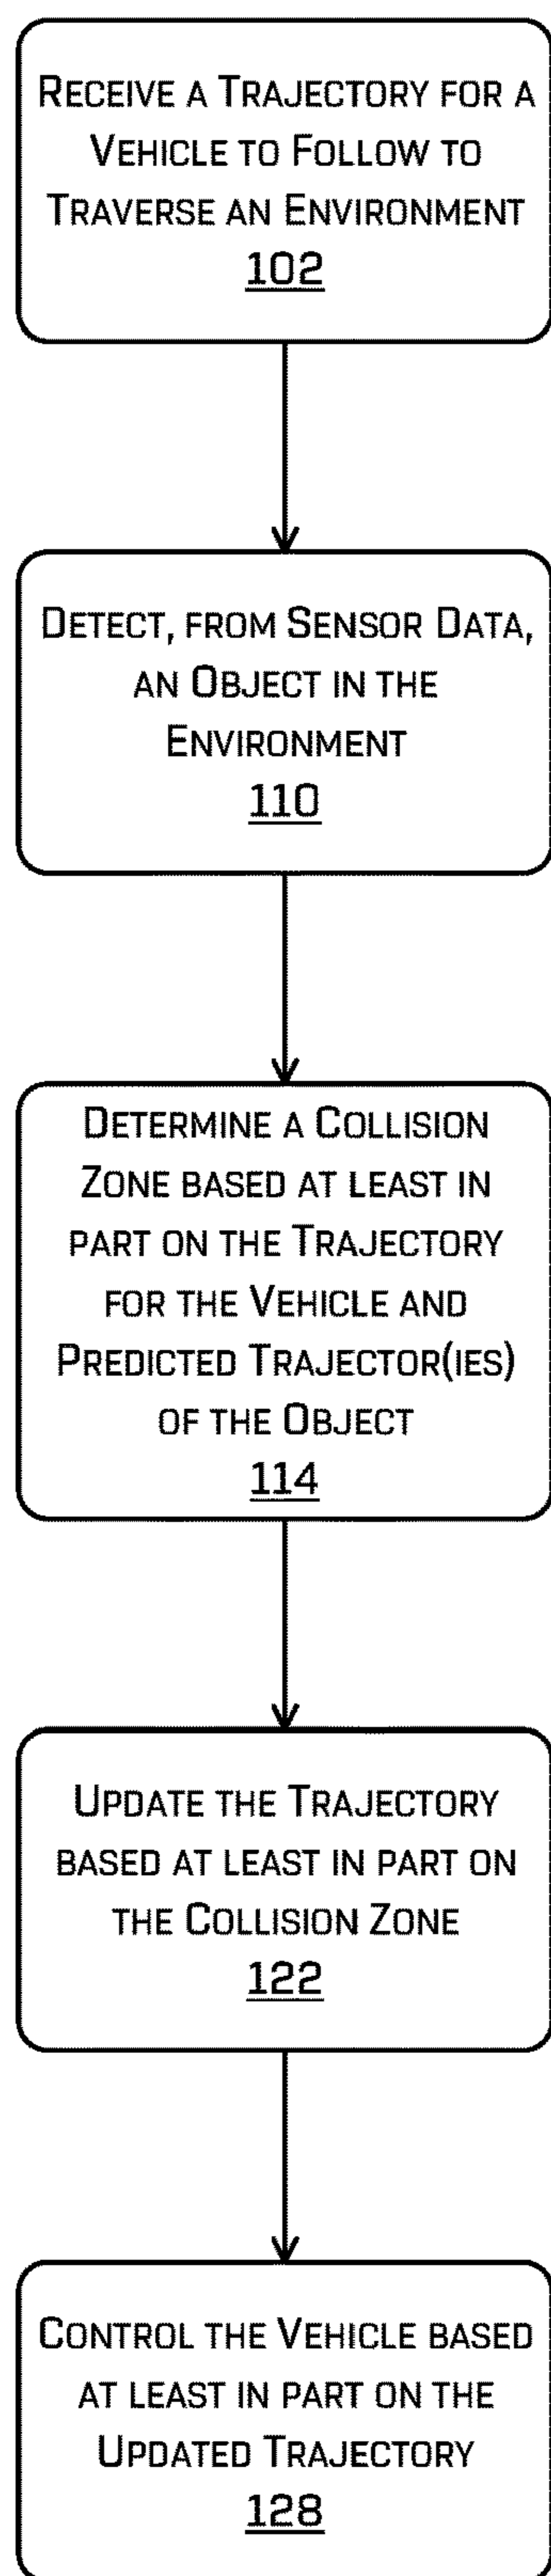 RECEIVE A TRAJECTORY FOR A
VEHICLE TO FOLLOW TO
TRAVERSE AN ENVIRONMENT
102
DETECT, FROM SENSOR DATA,
AN OBJECT IN THE
ENVIRONMENT
110
DETERMINE A COLLISION
ZONE BASED AT LEAST IN
PART ON THE TRAJECTORY
FOR THE VEHICLE AND
PREDICTED TRAJECTOR(IES)
OF THE OBJECT
114
UPDATE THE TRAJECTORY
BASED AT LEAST IN PART ON
THE COLLISION ZONE
122
CONTROL THE VEHICLE BASED
AT LEAST IN PART ON THE
UPDATED TRAJECTORY
128